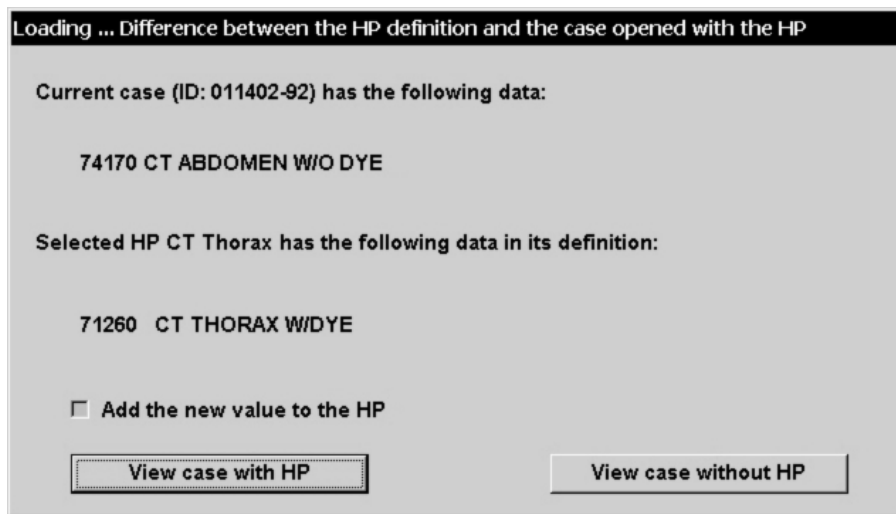 Loading ... Difference between the HP definition and the case opened with the HP
Current case (ID: 011402-92) has the following data:
74170 CT ABDOMEN W/O DYE
Selected HP CT Thorax has the following data in its definition:
71260 CT THORAX W/DYE
Add the new value to the HP
View case with HP
View case without HP